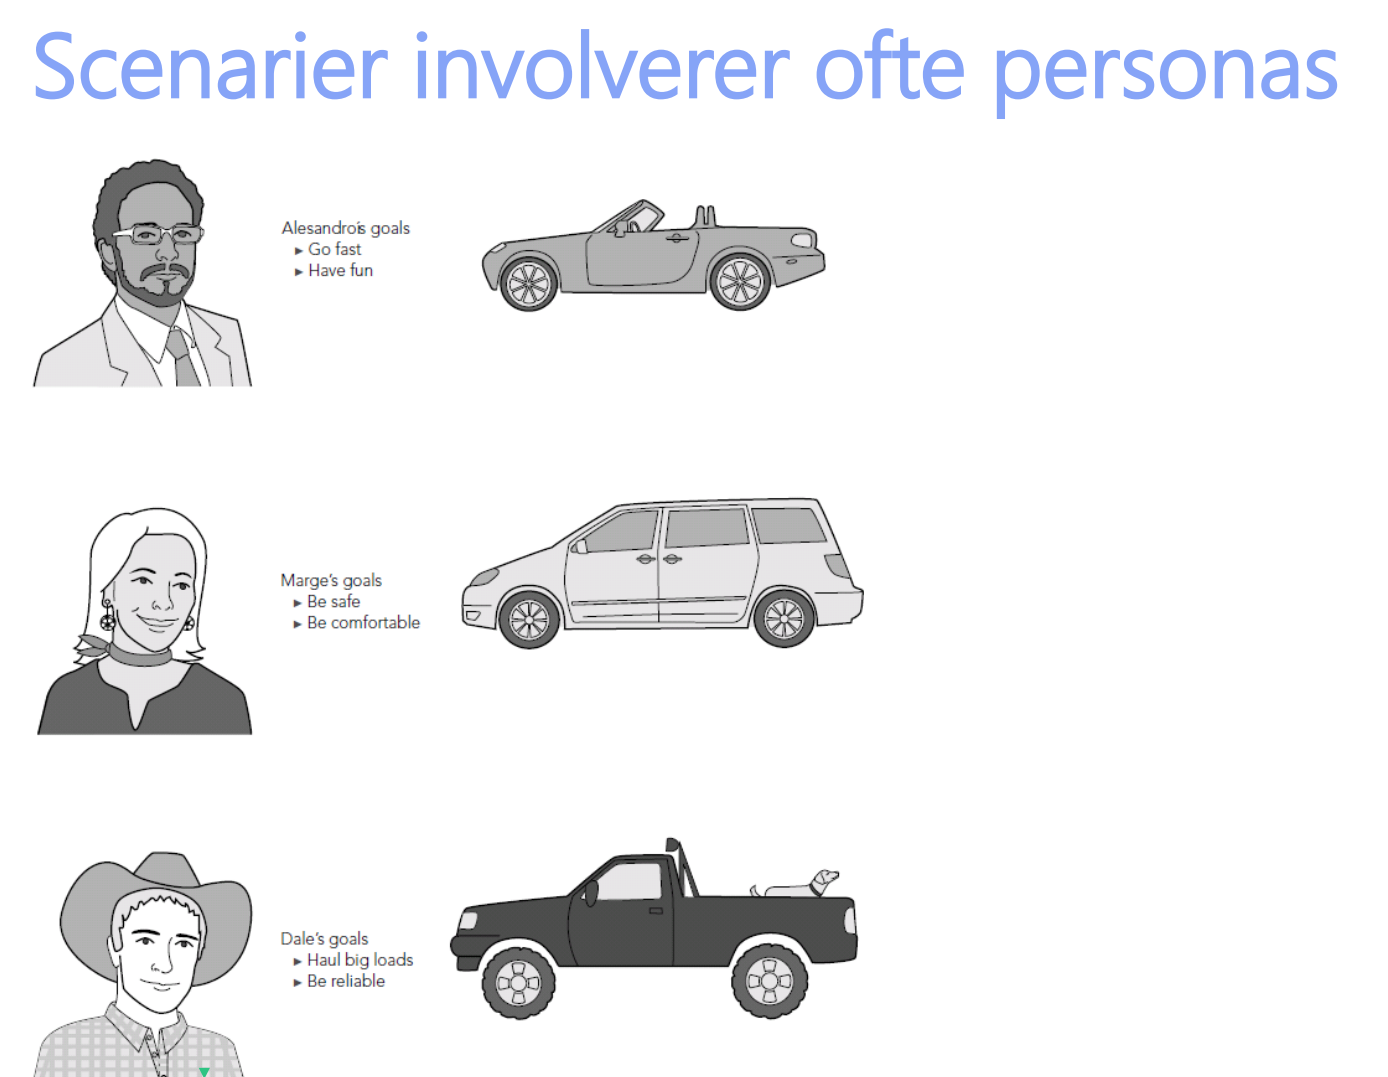 Scenarier involverer ofte personas
Alesandro's goals
▸ Go fast
▸ Have fun
Marge's goals
▸ Be safe
▸ Be comfortable
Dale's goals
▸ Haul big loads
▸ Be reliable